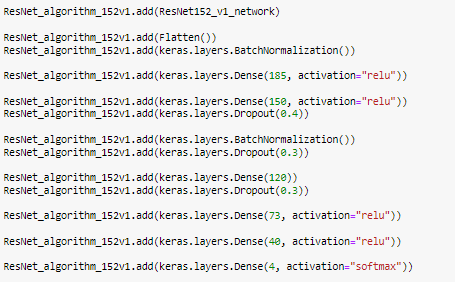 ResNet_algorithm_152v1.add(ResNet152_v1_network)
ResNet_algorithm_152v1.add(Flatten())
ResNet_algorithm_152v1.add(keras.layers.BatchNormalization())
ResNet_algorithm_152v1.add(keras.layers.Dense(185, activation="relu"))
ResNet_algorithm_152v1.add(keras.layers.Dense(150, activation="relu"))
ResNet_algorithm_152v1.add(keras.layers.Dropout(0.4))
ResNet_algorithm_152v1.add(keras.layers.BatchNormalization())
ResNet_algorithm_152v1.add(keras.layers.Dropout(0.3))
ResNet_algorithm_152v1.add(keras.layers.Dense(120))
ResNet_algorithm_152v1.add(keras.layers.Dropout(0.3))
ResNet_algorithm_152v1.add(keras.layers.Dense(73, activation="relu"))
ResNet_algorithm_152v1.add(keras.layers.Dense(40, activation="relu"))
ResNet_algorithm_152v1.add(keras.layers.Dense(4, activation="softmax"))